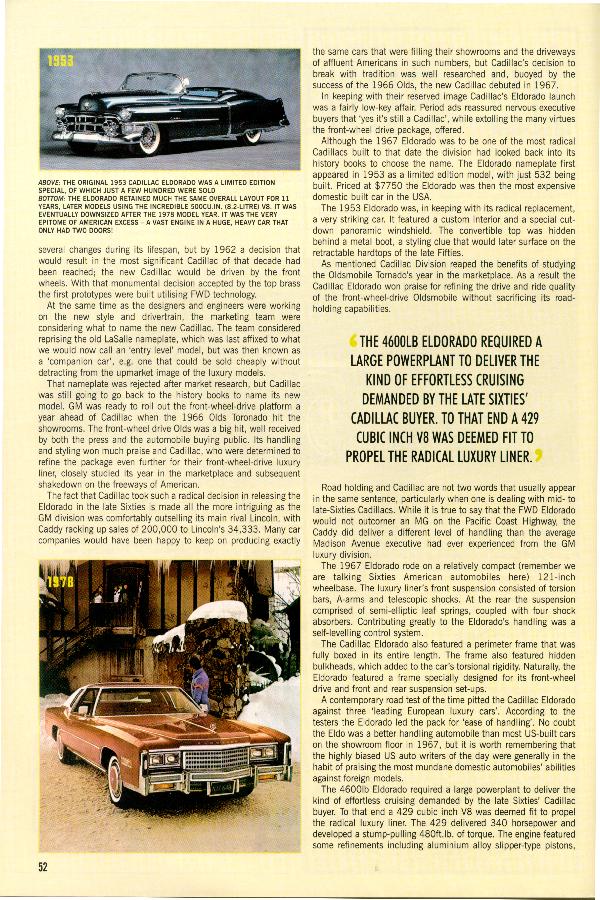 1953
ABOVE: THE ORIGINAL 1953 CADILLAC ELDORADO WAS A LIMITED EDITION
SPECIAL, OF WHICH JUST A FEW HUNDRED WERE SOLD
BOTTOM: THE ELDORADO RETAINED MUCH THE SAME OVERALL LAYOUT FOR 11
YEARS, LATER MODELS USING THE INCREDIBLE 500CU.IN. (8.2-LITRE) V8. IT WAS
EVENTUALLY DOWNSIZED AFTER THE 1978 MODEL YEAR. IT WAS THE VERY
EPITOME OF AMERICAN EXCESS – A VAST ENGINE IN A HUGE, HEAVY CAR THAT
ONLY HAD TWO DOORS!
several changes during its lifespan, but by 1962 a decision that
would result in the most significant Cadillac of that decade had
been reached; the new Cadillac would be driven by the front
wheels. With that monumental decision accepted by the top brass
the first prototypes were built utilising FWD technology.
At the same time as the designers and engineers were working
on the new style and drivetrain, the marketing team were
considering what to name the new Cadillac. The team considered
reprising the old LaSalle nameplate, which was last affixed to what
we would now call an 'entry level' model, but was then known as
a 'companion car', e.g. one that could be sold cheaply without
detracting from the upmarket image of the luxury models.
That nameplate was rejected after market research, but Cadillac
was still going to go back to the history books to name its new
model. GM was ready to roll out the front-wheel-drive platform a
year ahead of Cadillac when the 1966 Olds Toronado hit the
showrooms. The front-wheel drive Olds was a big hit, well received
by both the press and the automobile buying public. Its handling
and styling won much praise and Cadillac, who were determined to
refine the package even further for their front-wheel-drive luxury
liner, closely studied its year in the marketplace and subsequent
shakedown on the freeways of American.
The fact that Cadillac took such a radical decision in releasing the
Eldorado in the late Sixties is made all the more intriguing as the
GM division was comfortably outselling its main rival Lincoln, with
Caddy racking up sales of 200,000 to Lincoln's 34,333. Many car
companies would have been happy to keep on producing exactly
1978
52
the same cars that were filling their showrooms and the driveways
of affluent Americans in such numbers, but Cadillac's decision to
break with tradition was well researched and, buoyed by the
success of the 1966 Olds, the new Cadillac debuted in 1967.
In keeping with their reserved image Cadillac's Eldorado launch
was a fairly low-key affair. Period ads reassured nervous executive
buyers that 'yes it's still a Cadillac', while extolling the many virtues
the front-wheel drive package, offered.
Although the 1967 Eldorado was to be one of the most radical
Cadillacs built to that date the division had looked back into its
history books to choose the name. The Eldorado nameplate first
appeared in 1953 as a limited edition model, with just 532 being
built. Priced at $7750 the Eldorado was then the most expensive
domestic built car in the USA.
The 1953 Eldorado was, in keeping with its radical replacement,
a very striking car. It featured a custom interior and a special cut-
down panoramic windshield. The convertible top was hidden
behind a metal boot, a styling clue that would later surface on the
retractable hardtops of the late Fifties.
As mentioned Cadillac Division reaped the benefits of studying
the Oldsmobile Tornado's year in the marketplace. As a result the
Cadillac Eldorado won praise for refining the drive and ride quality
of the front-wheel-drive Oldsmobile without sacrificing its road-
holding capabilities.
‘THE 4600LB ELDORADO REQUIRED A
LARGE POWERPLANT TO DELIVER THE
KIND OF EFFORTLESS CRUISING
DEMANDED BY THE LATE SIXTIES'
CADILLAC BUYER. TO THAT END A 429
CUBIC INCH V8 WAS DEEMED FIT TO
PROPEL THE RADICAL LUXURY LINER.’
Road holding and Cadillac are not two words that usually appear
in the same sentence, particularly when one is dealing with mid- to
late-Sixties Cadillacs. While it is true to say that the FWD Eldorado
would not outcorner an MG on the Pacific Coast Highway, the
Caddy did deliver a different level of handling than the average
Madison Avenue executive had ever experienced from the GM
luxury division.
The 1967 Eldorado rode on a relatively compact (remember we
are talking Sixties American automobiles here) 121-inch
wheelbase. The luxury liner's front suspension consisted of torsion
bars, A-arms and telescopic shocks. At the rear the suspension
comprised of semi-elliptic leaf springs, coupled with four shock
absorbers. Contributing greatly to the Eldorado's handling was a
self-levelling control system.
The Cadillac Eldorado also featured a perimeter frame that was
fully boxed in its entire length. The frame also featured hidden
bulkheads, which added to the car's torsional rigidity. Naturally, the
Eldorado featured a frame specially designed for its front-wheel
drive and front and rear suspension set-ups.
A contemporary road test of the time pitted the Cadillac Eldorado
against three 'leading European luxury cars'. According to the
testers the Eldorado led the pack for 'ease of handling'. No doubt
the Eldo was a better handling automobile than most US-built cars
on the showroom floor in 1967, but it is worth remembering that
the highly biased US auto writers of the day were generally in the
habit of praising the most mundane domestic automobiles' abilities
against foreign models.
The 4600lb Eldorado required a large powerplant to deliver the
kind of effortless cruising demanded by the late Sixties' Cadillac
buyer. To that end a 429 cubic inch V8 was deemed fit to propel
the radical luxury liner. The 429 delivered 340 horsepower and
developed a stump-pulling 480ft.lb. of torque. The engine featured
some refinements including aluminium alloy slipper-type pistons,